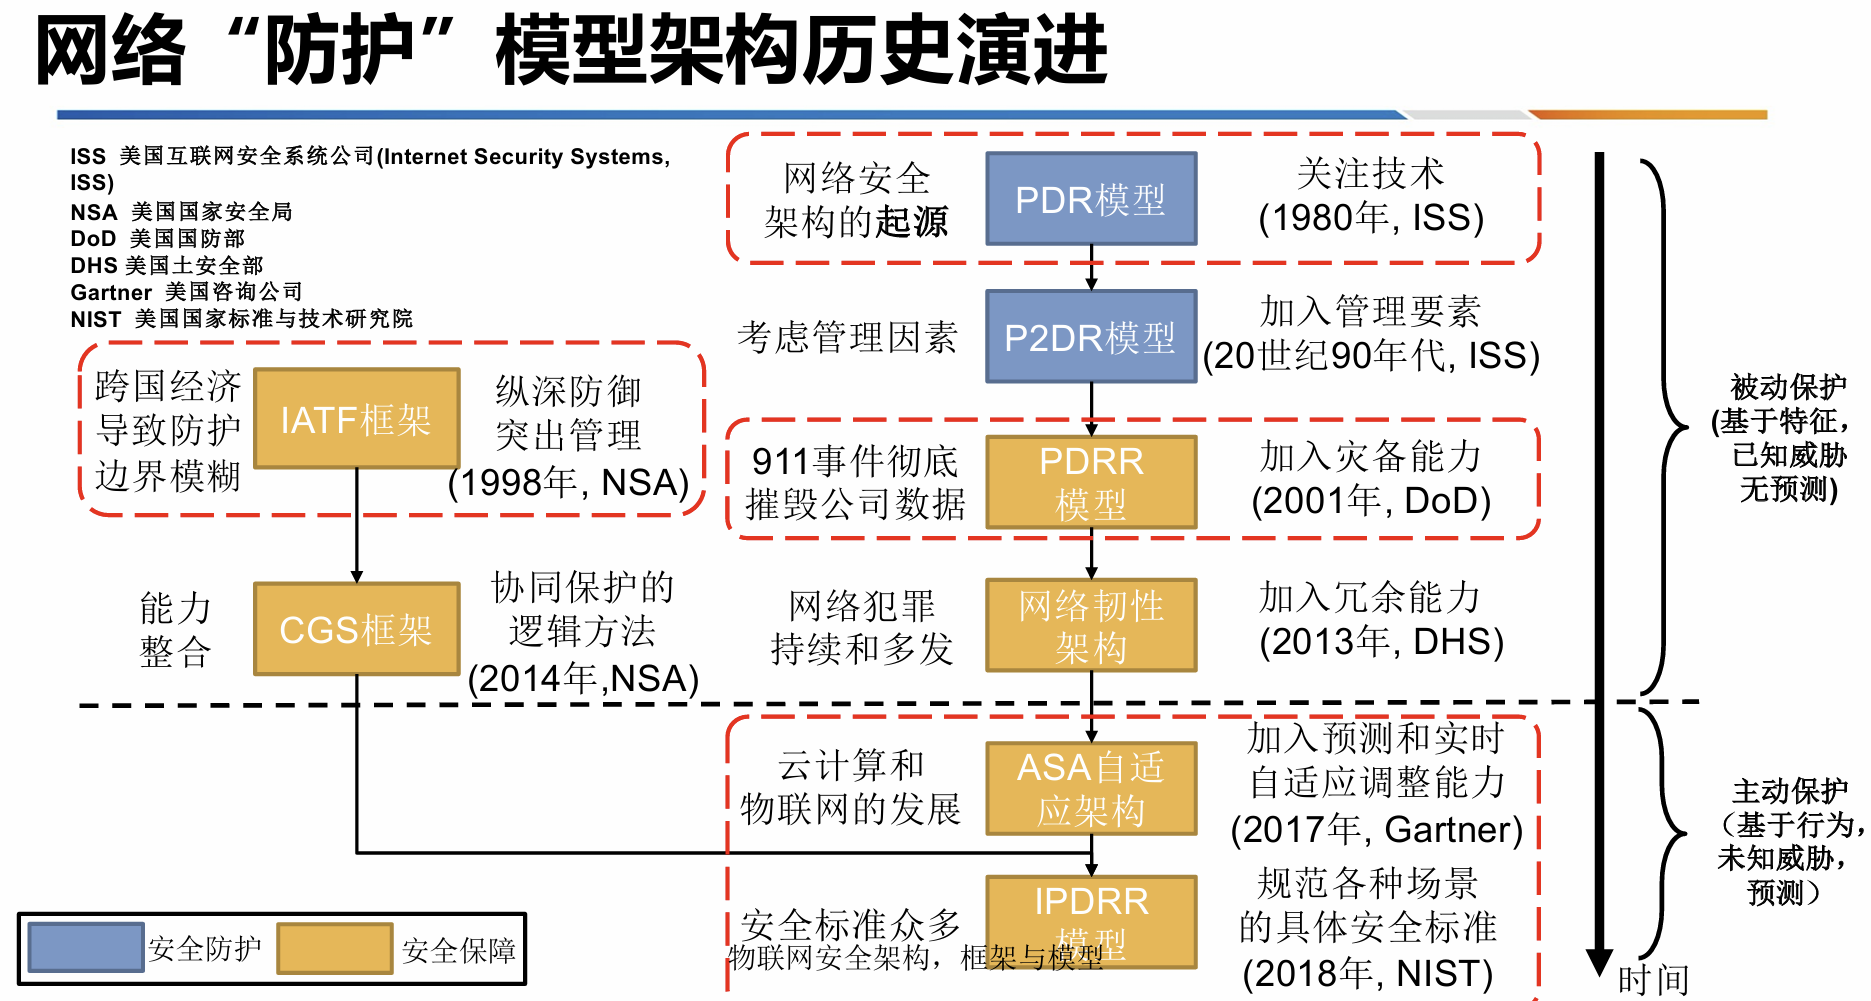 网络“防护”模型架构历史演进
ISS 美国互联网安全系统公司(Internet Security Systems,
ISS)
NSA 美国国家安全局
DoD 美国国防部
DHS 美国土安全部
Gartner 美国咨询公司
NIST 美国国家标准与技术研究院
网络安全
架构的起源
PDR模型
关注技术
(1980年, ISS)
考虑管理因素
P2DR模型
加入管理要素
(20世纪90年代, ISS)
跨国经济
导致防护
边界模糊
IATF框架
纵深防御
突出管理
(1998年, NSA)
911事件彻底
摧毁公司数据
PDRR
模型
加入灾备能力
(2001年, DoD)
能力
整合
CGS框架
协同保护的
逻辑方法
(2014年,NSA)
网络犯罪
持续和多发
网络韧性
架构
加入冗余能力
(2013年, DHS)
被动保护
(基于特征，
已知威胁
无预测)
云计算和
物联网的发展
ASA自适
应架构
加入预测和实时
自适应调整能力
(2017年, Gartner)
安全标准众多
IPDRR
模型
规范各种场景
的具体安全标准
(2018年, NIST)
主动保护
（基于行为，
未知威胁，
预测）
物联网安全架构，框架与模型
安全防护
安全保障
时间